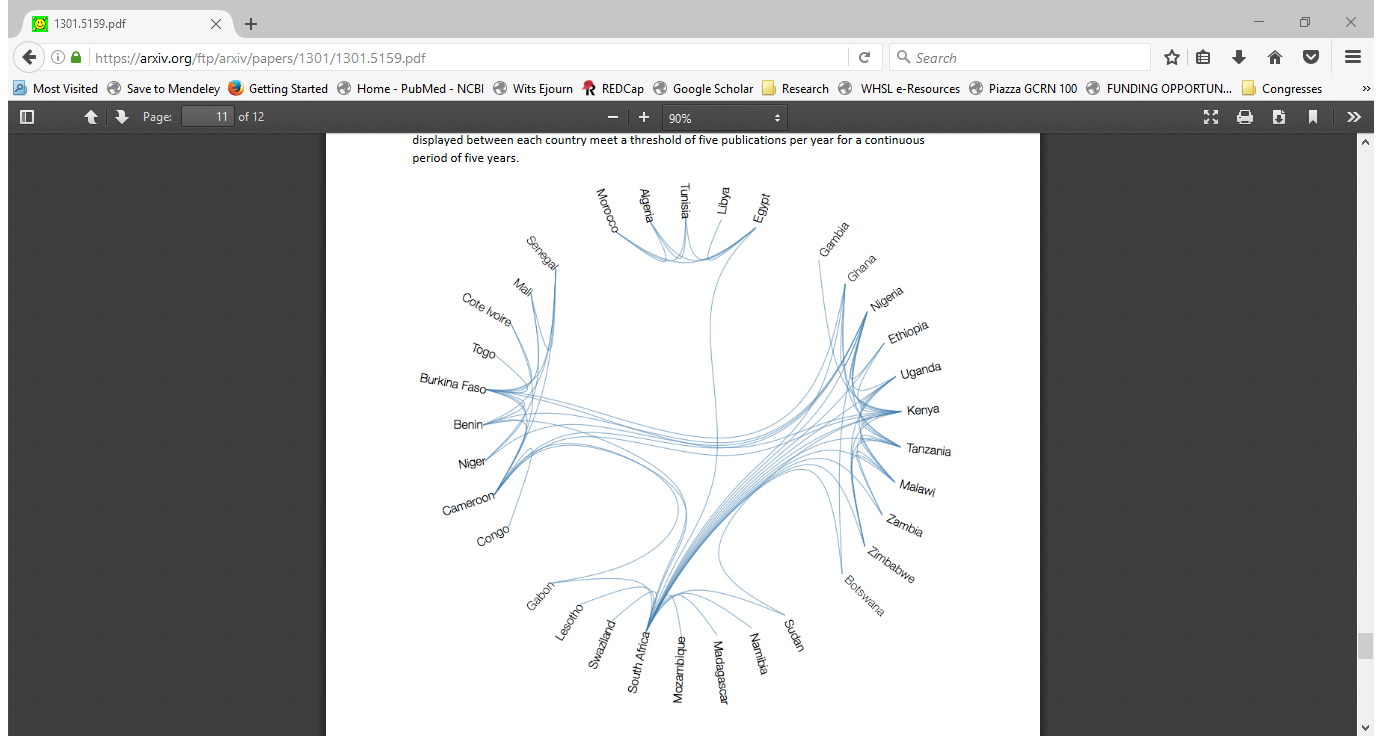 1301.5159.pdf
https://arxiv.org/ftp/arxiv/papers/1301/1301.5159.pdf
Search
Most Visited
Save to Mendeley
Getting Started
Home - PubMed - NCBI
Wits Ejourn
REDCap
Google Scholar
Research
WHSL e-Resources
Piazza GCRN 100
FUNDING OPPORTUN...
Congresses
Page: 11 of 12
90%
displayed between each country meet a threshold of five publications per year for a continuous
period of five years.
Morocco
Algeria
Tunisia
Libya
Egypt
Gambia
Ghana
Nigeria
Ethiopia
Uganda
Kenya
Tanzania
Malawi
Zambia
Zimbabwe
Botswana
Sudan
Namibia
Madagascar
Mozambique
South Africa
Swaziland
Lesotho
Gabon
Congo
Cameroon
Niger
Benin
Burkina Faso
Togo
Cote Ivoire
Mali
Senegal